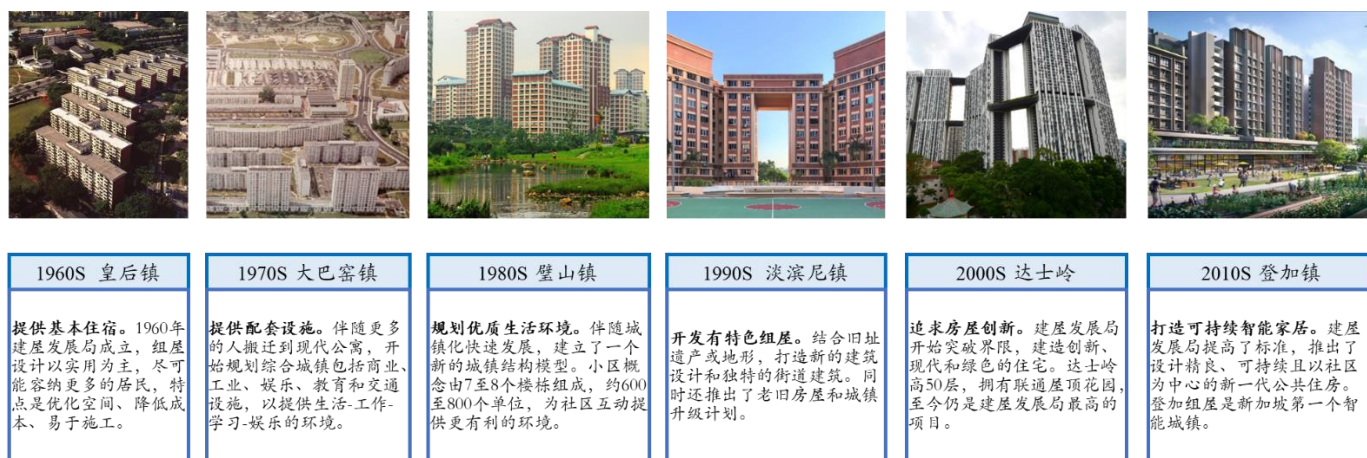 1960S 皇后镇
提供基本住宿。1960年
建屋发展局成立，组屋
设计以实用为主，尽可
能容纳更多的居民，特
点是优化空间、降低成
本、易于施工。
1970S 大巴窑镇
提供配套设施。伴随更多
的人搬迁到现代公寓，开
始规划综合城镇包括商业、
工业、娱乐、教育和交通
设施，以提供生活-工作-
学习-娱乐的环境。
1980S 璧山镇
规划优质生活环境。伴随城
镇化快速发展，建立了一个
新的城镇结构模型。小区概
念由7至8个楼栋组成，约600
至800个单位，为社区互动提
供更有利的环境。
1990S 淡滨尼镇
开发有特色组屋。结合旧址
遗产或地形，打造新的建筑
设计和独特的街道建筑。同
时还推出了老旧房屋和城镇
升级计划。
2000S 达士岭
追求房屋创新。建屋发展局
开始突破界限，建造创新、
现代和绿色的住宅。达士岭
高50层，拥有联通屋顶花园，
至今仍是建屋发展局最高的
项目。
2010S 登加镇
打造可持续智能家居。建屋
发展局提高了标准，推出了
设计精良、可持续且以社区
为中心的新一代公共住房。
登加组屋是新加坡第一个智
能城镇。